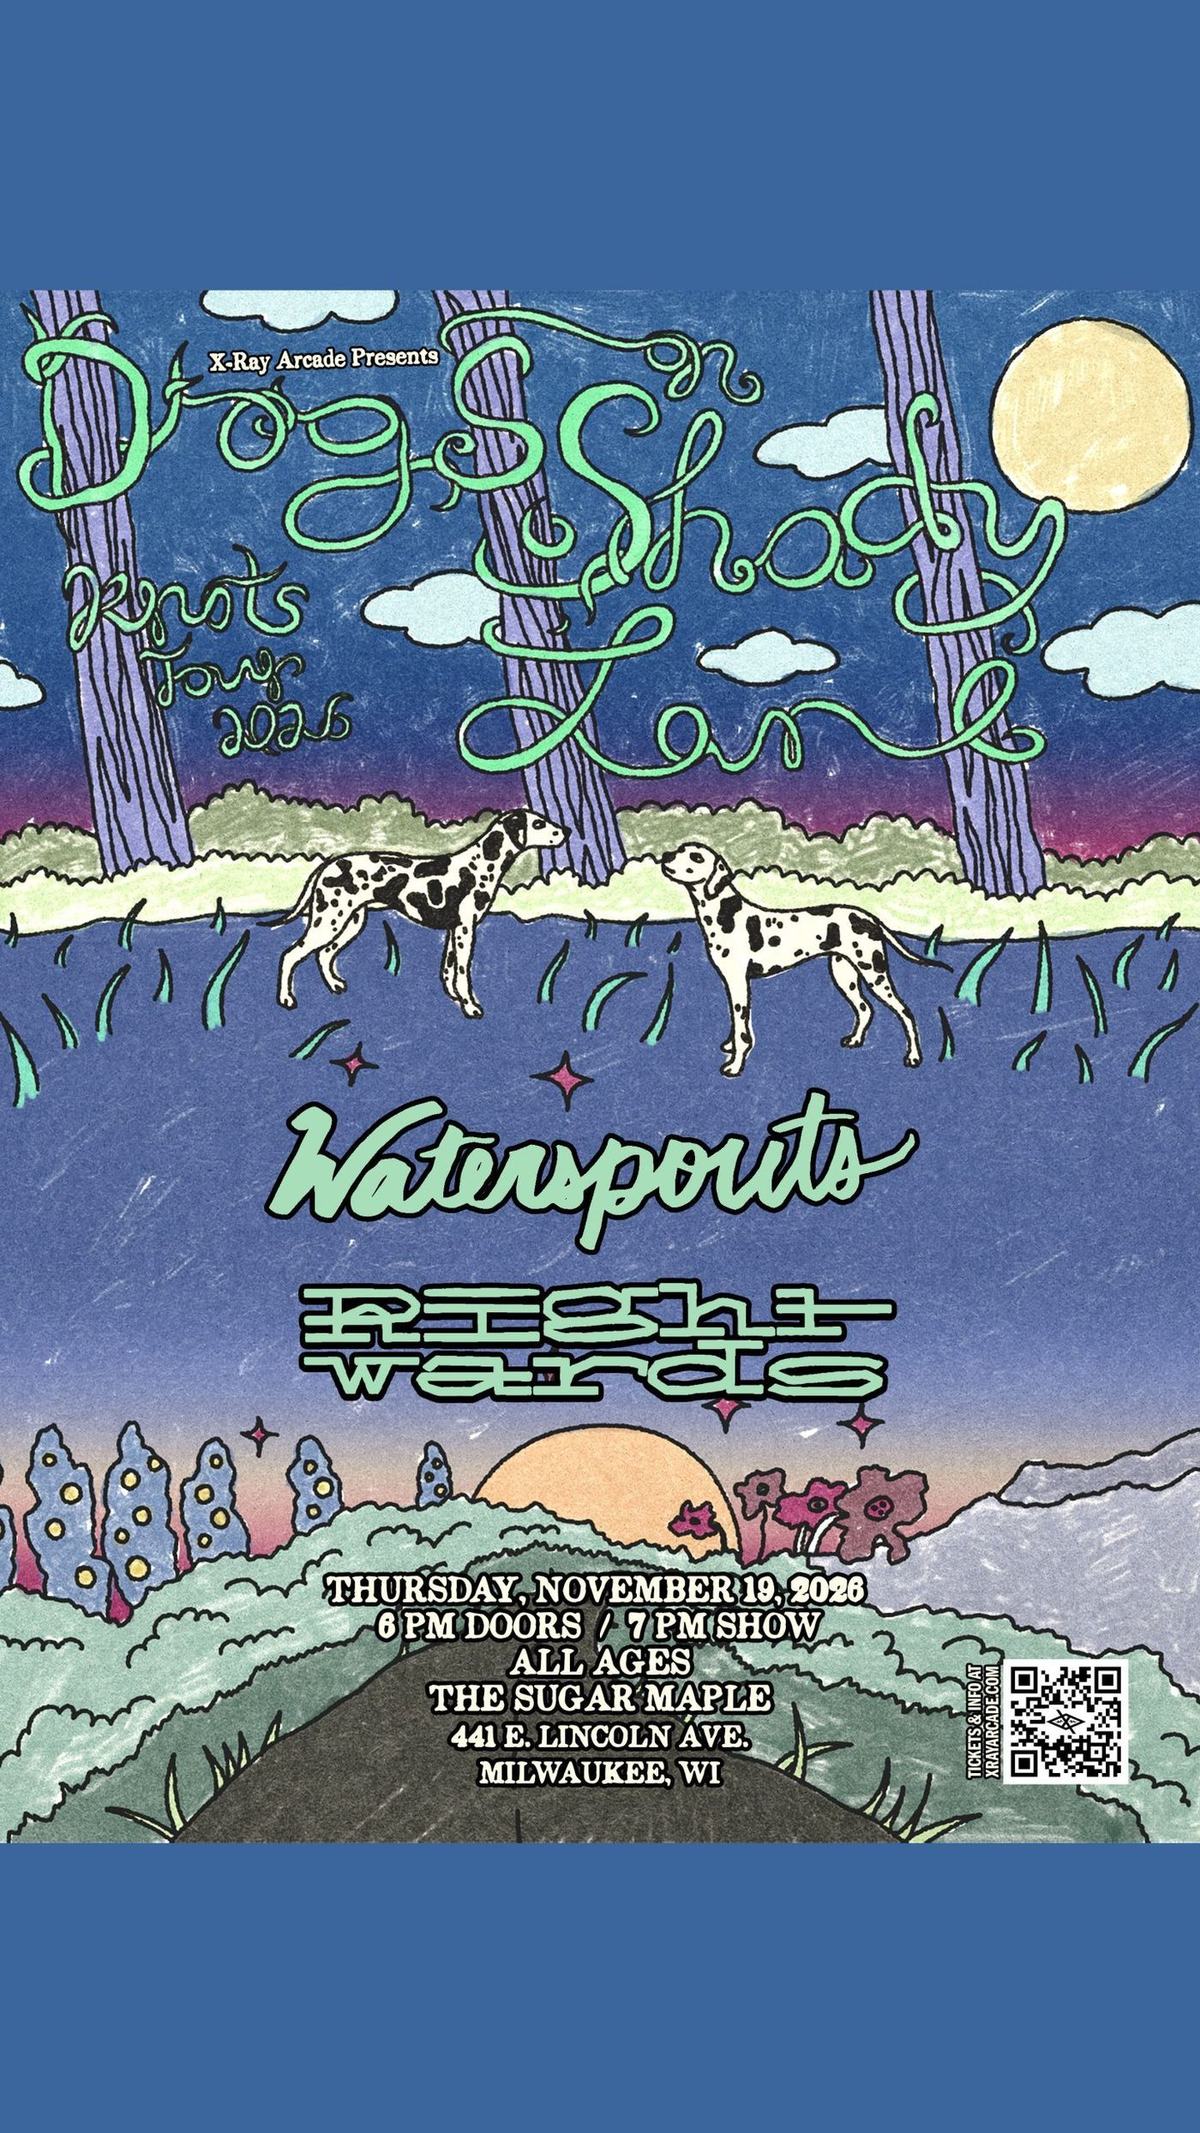 X-Ray Arcade Presents
Dogs on
Shady
Lane
Knots
Tour
2026
Waterspouts
Right
wards
THURSDAY, NOVEMBER 19, 2026
6 PM DOORS / 7 PM SHOW
ALL AGES
THE SUGAR MAPLE
441 E. LINCOLN AVE.
MILWAUKEE, WI
TICKETS & INFO AT
XRAYARCADE.COM